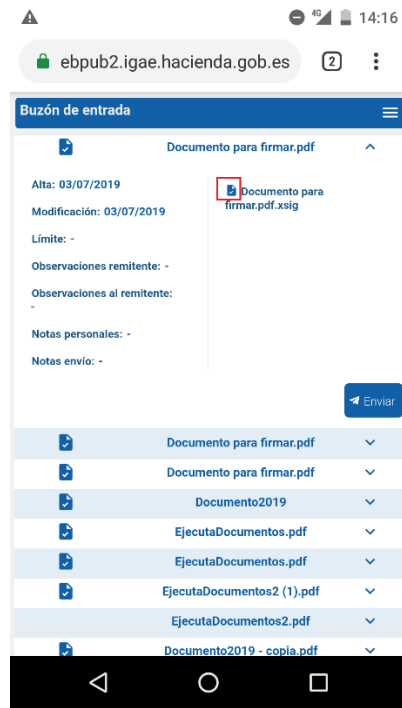 4G 14:16
ebpub2.igae.hacienda.gob.es 2
Buzón de entrada
Documento para firmar.pdf
Alta: 03/07/2019
Modificación: 03/07/2019
Límite: -
Observaciones remitente: -
Observaciones al remitente:
-
Notas personales: -
Notas envío: -
Documento para
firmar.pdf.xsig
Enviar
Documento para firmar.pdf
Documento para firmar.pdf
Documento2019
EjecutaDocumentos.pdf
EjecutaDocumentos.pdf
EjecutaDocumentos2 (1).pdf
EjecutaDocumentos2.pdf
Documento2019 - copia.pdf